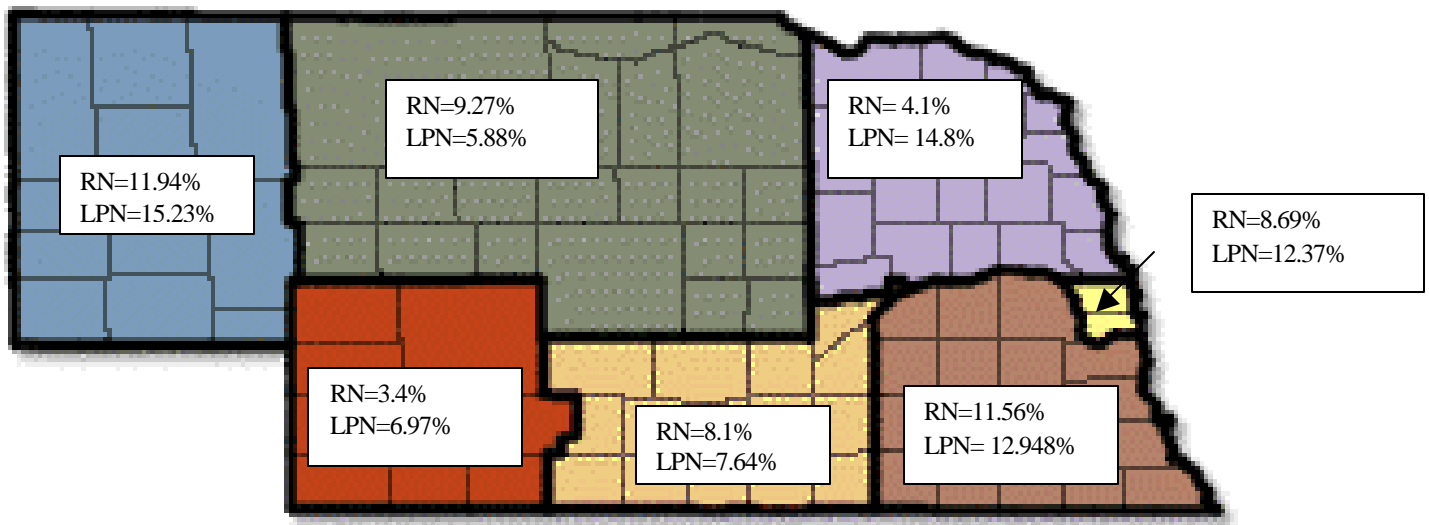 RN=9.27%
LPN=5.88%
RN= 4.1%
LPN= 14.8%
RN=11.94%
LPN=15.23%
RN=8.69%
LPN=12.37%
RN=3.4%
LPN=6.97%
RN=8.1%
LPN=7.64%
RN=11.56%
LPN= 12.948%